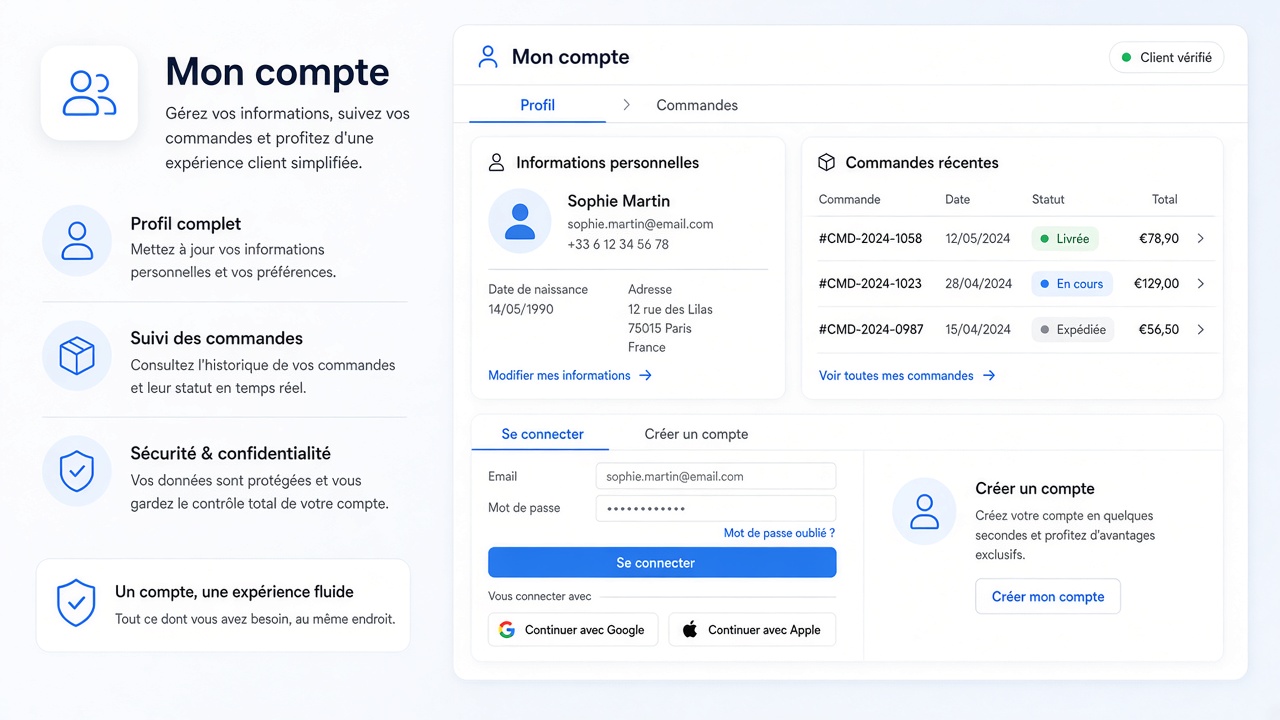 Mon compte
Gérez vos informations, suivez vos
commandes et profitez d'une
expérience client simplifiée.
Profil complet
Mettez à jour vos informations
personnelles et vos préférences.
Suivi des commandes
Consultez l'historique de vos commandes
et leur statut en temps réel.
Sécurité & confidentialité
Vos données sont protégées et vous
gardez le contrôle total de votre compte.
Un compte, une expérience fluide
Tout ce dont vous avez besoin, au même endroit.
Mon compte
Client vérifié
Profil
Commandes
Informations personnelles
Sophie Martin
sophie.martin@email.com
+33 6 12 34 56 78
Date de naissance
14/05/1990
Adresse
12 rue des Lilas
75015 Paris
France
Modifier mes informations
Commandes récentes
Commande Date Statut Total
#CMD-2024-1058 12/05/2024 Livrée €78,90
#CMD-2024-1023 28/04/2024 En cours €129,00
#CMD-2024-0987 15/04/2024 Expédiée €56,50
Voir toutes mes commandes
Se connecter
Créer un compte
Email sophie.martin@email.com
Mot de passe ••••••••••••
Mot de passe oublié ?
Se connecter
Vous connecter avec
Continuer avec Google
Continuer avec Apple
Créer un compte
Créez votre compte en quelques
secondes et profitez d'avantages
exclusifs.
Créer mon compte